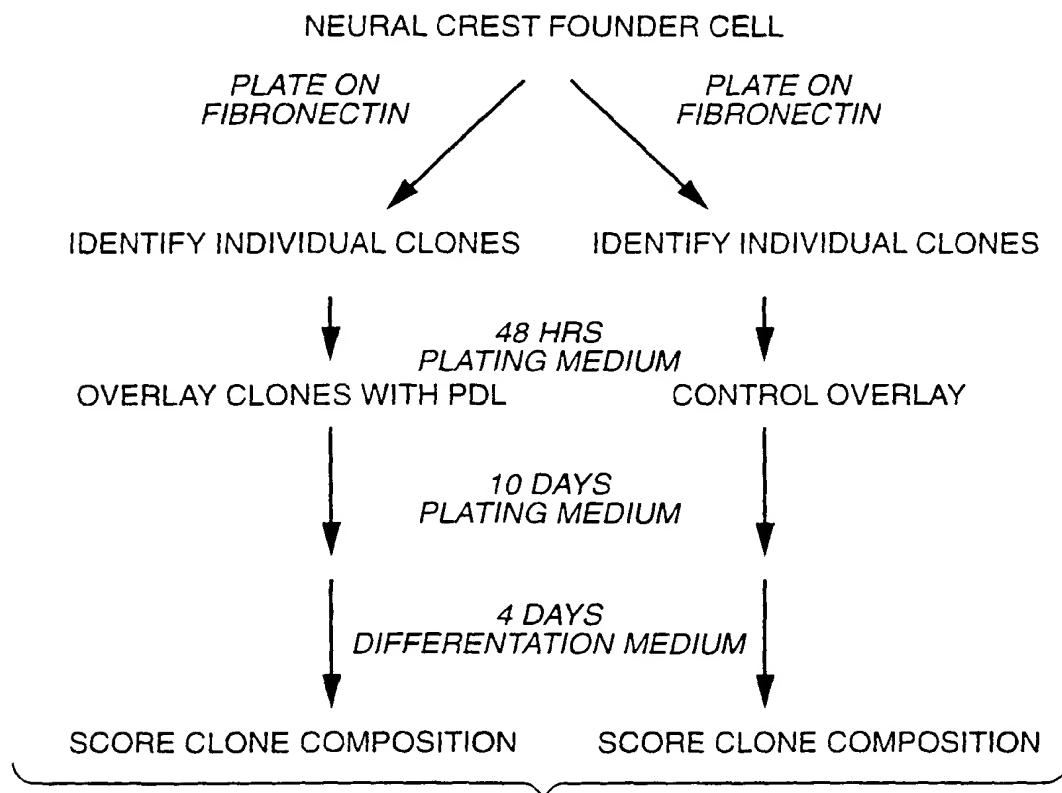 NEURAL CREST FOUNDER CELL
PLATE ON
FIBRONECTIN
PLATE ON
FIBRONECTIN
IDENTIFY INDIVIDUAL CLONES
IDENTIFY INDIVIDUAL CLONES
48 HRS
PLATING MEDIUM
OVERLAY CLONES WITH PDL
CONTROL OVERLAY
10 DAYS
PLATING MEDIUM
4 DAYS
DIFFERENTATION MEDIUM
SCORE CLONE COMPOSITION
SCORE CLONE COMPOSITION